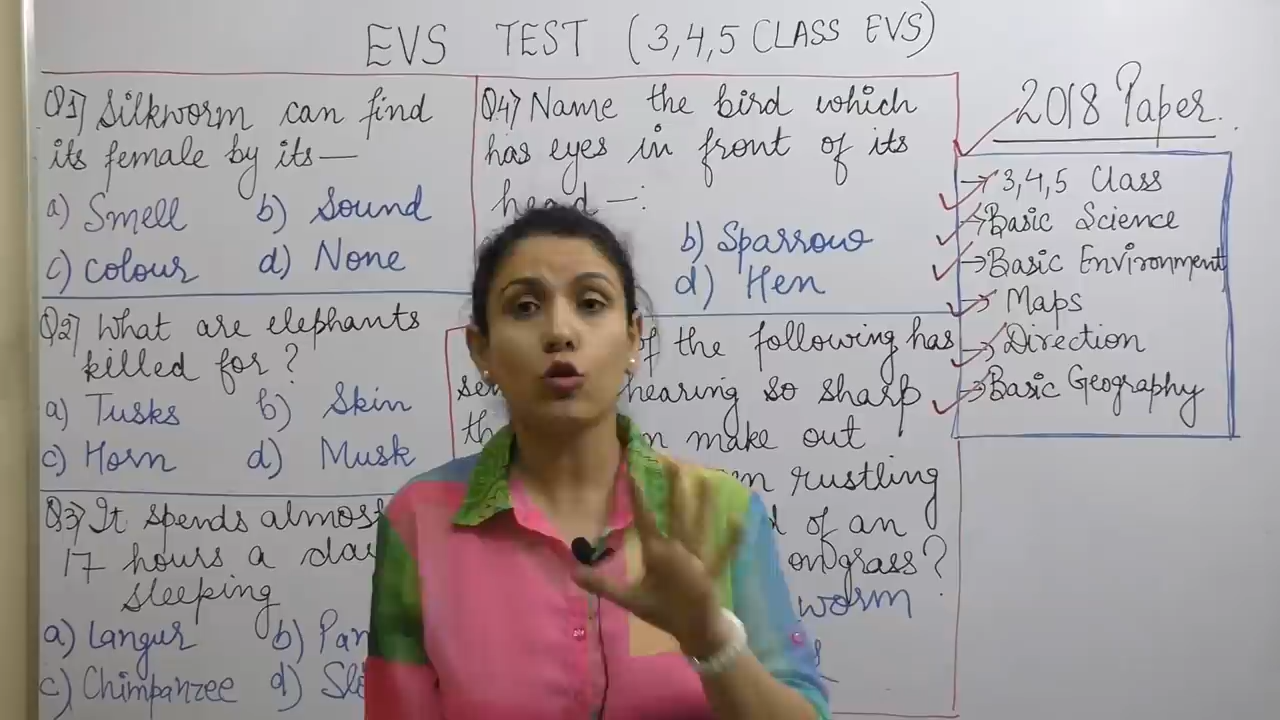 EVS TEST (3,4,5 CLASS EVS)
Q1) Silkworm can find
its female by its—
a) Smell b) Sound
c) colour d) None
Q2) What are elephants
killed for?
a) Tusks b) Skin
c) Horn d) Musk
Q3) It spends almost
17 hours a day
sleeping
a) Langur b)
c) Chimpanzee d)
Q4) Name the bird which
has eyes in front of its
head —:
b) Sparrow
d) Hen
of the following has
hearing so sharp
make out
rustling
of an
on grass?
worm
2018 Paper.
→ 3,4,5 Class
→ Basic Science
→ Basic Environment
→ Maps
→ Direction
→ Basic Geography